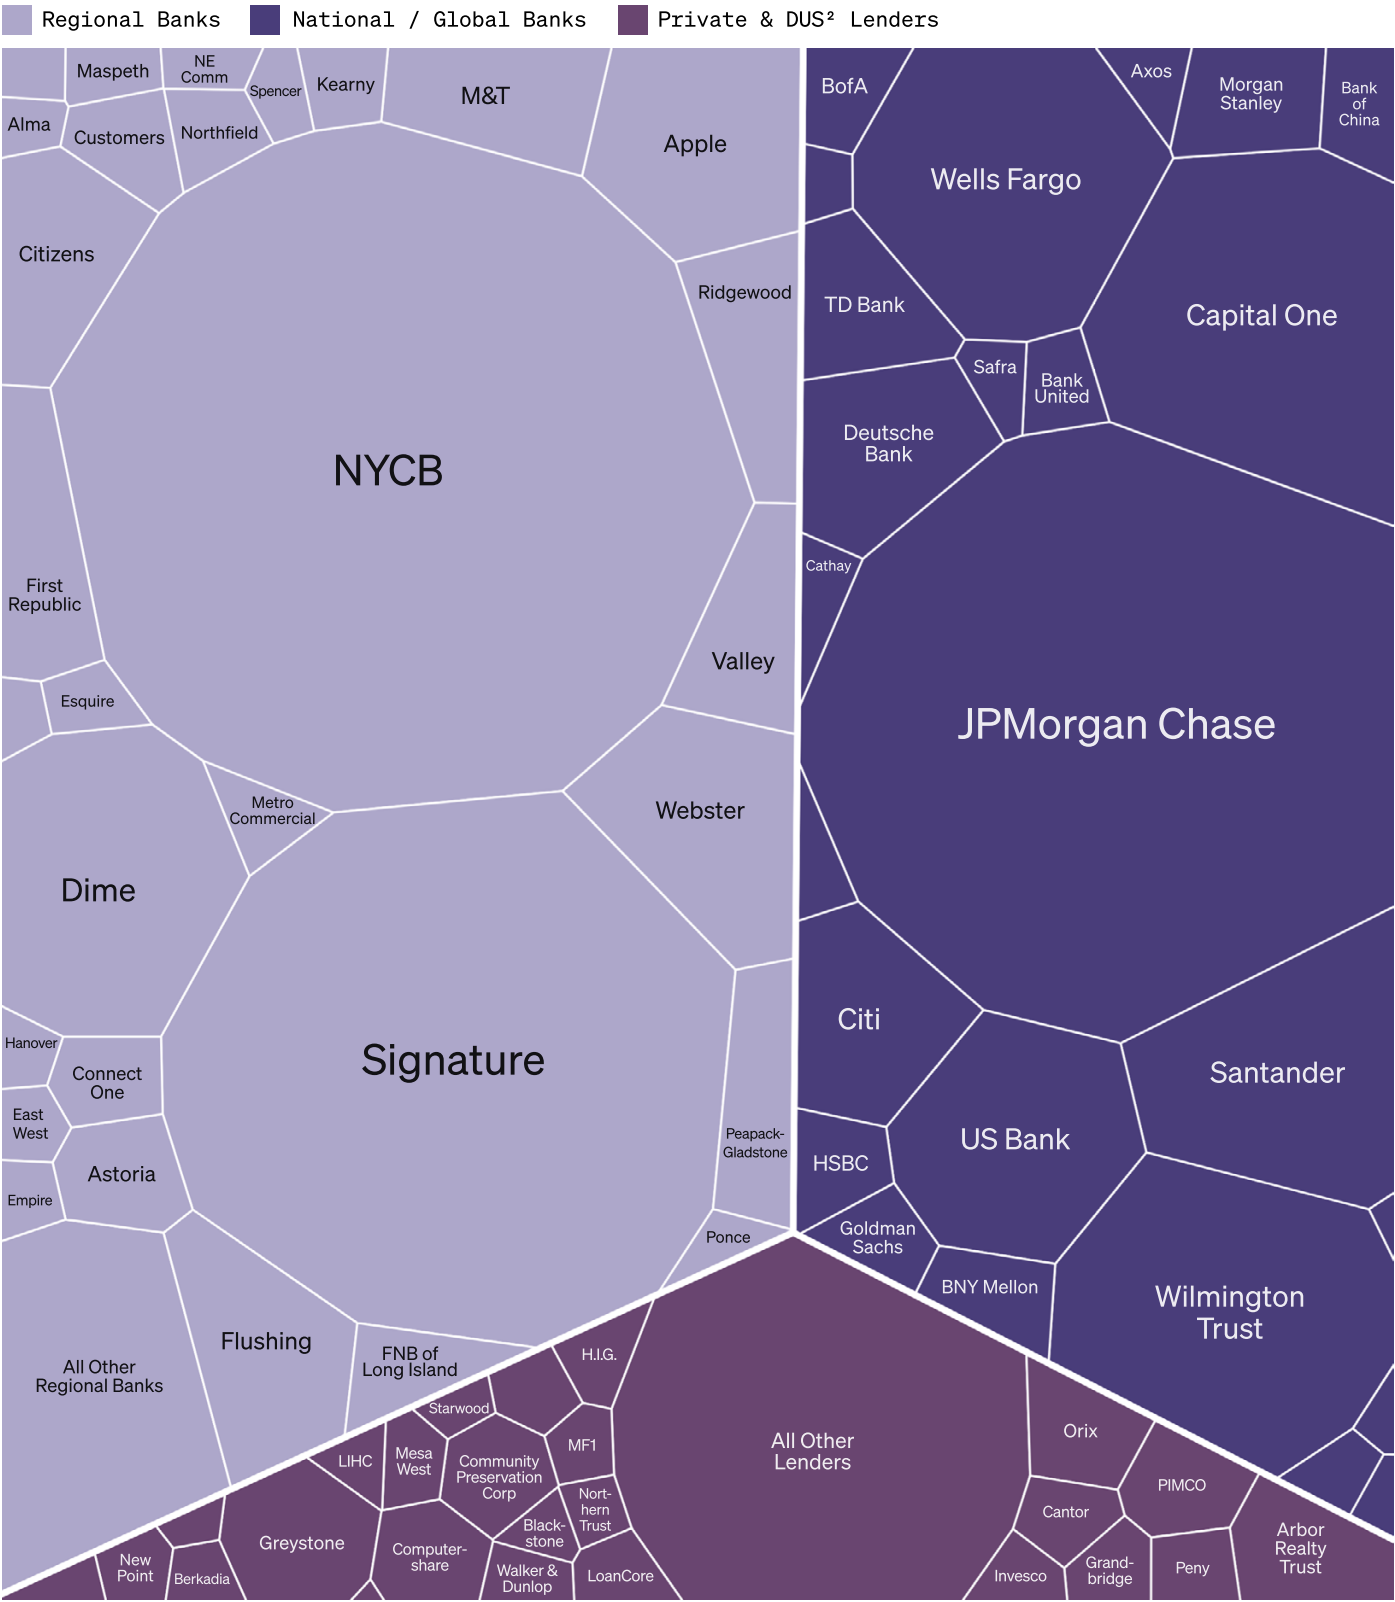 Regional Banks
National / Global Banks
Private & DUS² Lenders
Maspeth
NE
Comm
Spencer
Kearny
M&T
Apple
Alma
Customers
Northfield
Citizens
Ridgewood
NYCB
First
Republic
Valley
Esquire
Metro
Commercial
Webster
Dime
Signature
Hanover
Connect
One
East
West
Astoria
Empire
Peapack-
Gladstone
Ponce
Flushing
FNB of
Long Island
All Other
Regional Banks
BofA
Axos
Morgan
Stanley
Bank
of
China
Wells Fargo
TD Bank
Capital One
Safra
Bank
United
Deutsche
Bank
Cathay
JPMorgan Chase
Citi
Santander
US Bank
HSBC
Goldman
Sachs
BNY Mellon
Wilmington
Trust
H.I.G.
Starwood
LIHC
Mesa
West
Community
Preservation
Corp
MF1
All Other
Lenders
Orix
PIMCO
Nort-
hern
Trust
Black-
stone
Cantor
Greystone
Computer-
share
Arbor
Realty
Trust
New
Point
Berkadia
Walker &
Dunlop
LoanCore
Invesco
Grand-
bridge
Peny